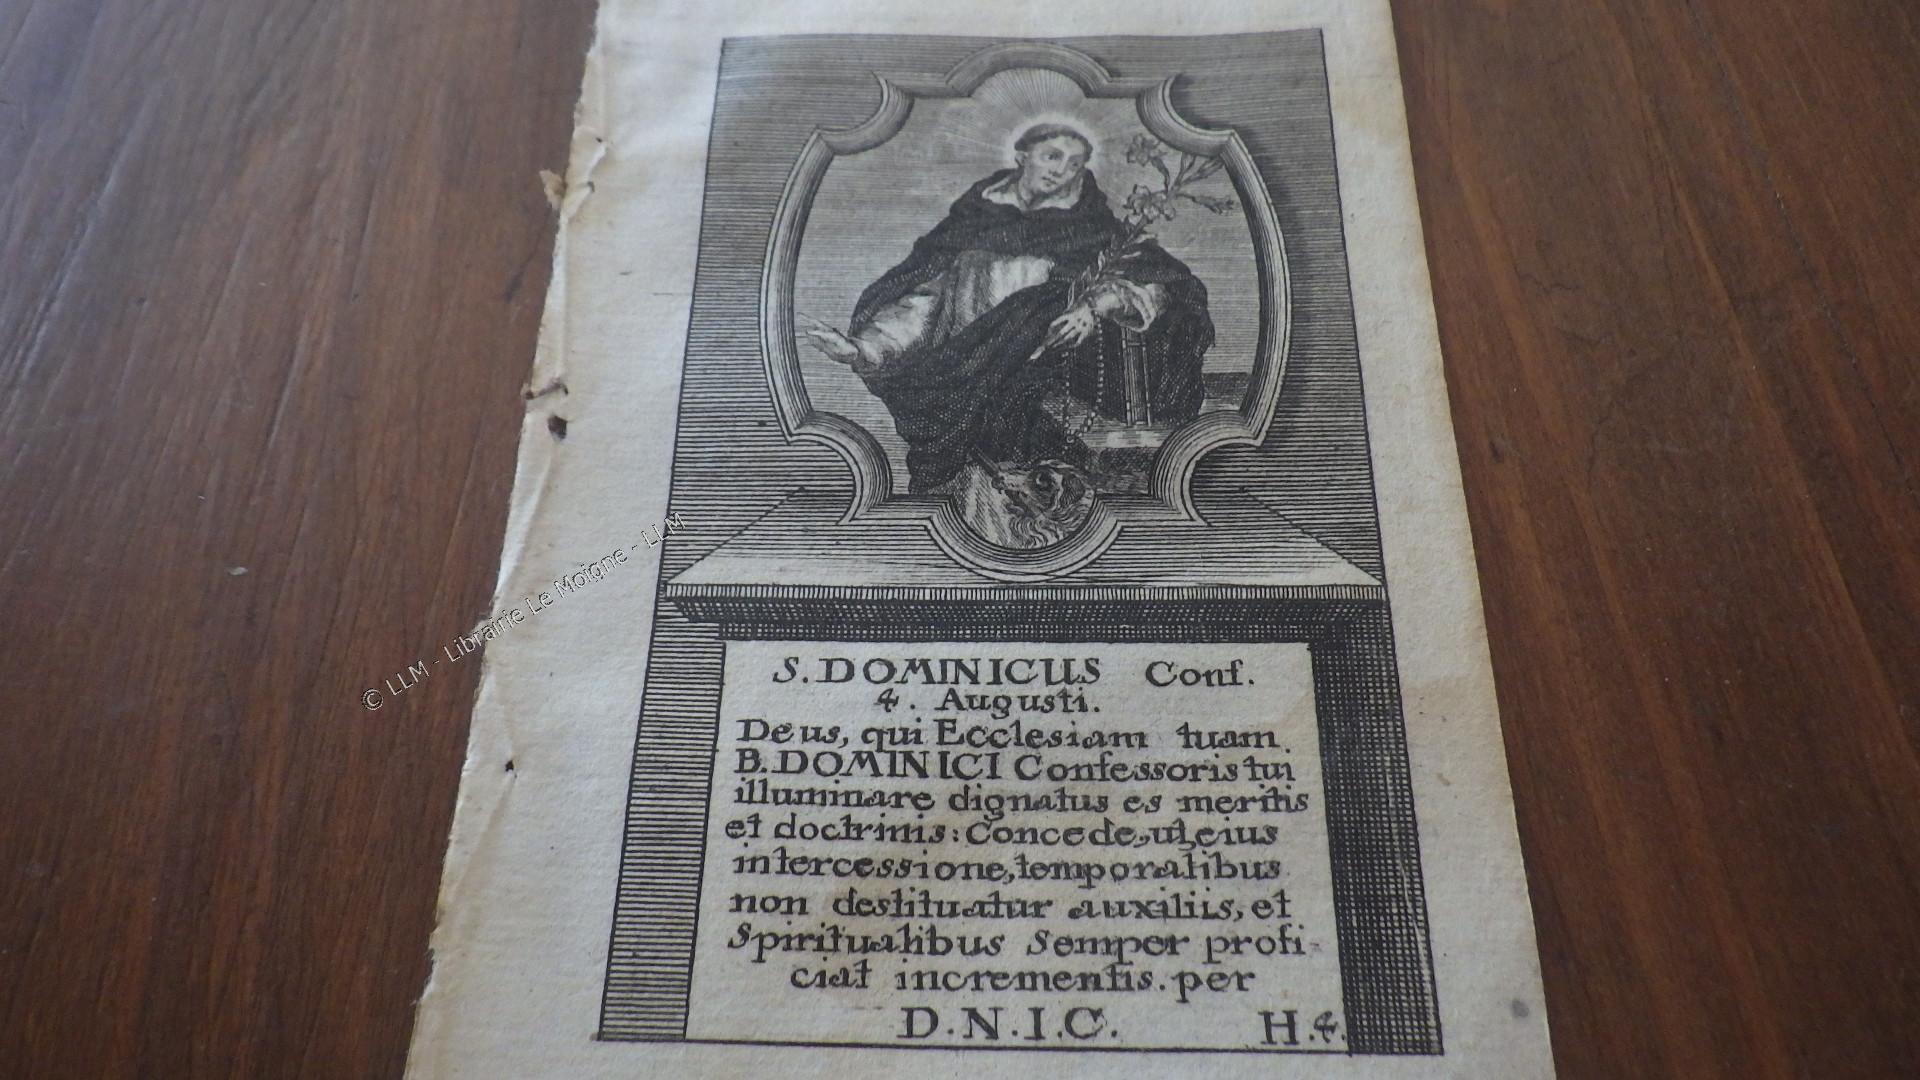 S. DOMINICUS Conf.
4. Augusti.
Deus, qui Ecclesiam tuam
B. DOMINICI Confessoris tui
illuminare dignatus es meritis
et doctrinis: Concede, ut eius
intercessione, temporalibus
non destituatur auxiliis, et
Spiritualibus semper profi-
ciat incrementis. per
D. N. I. C. H. 4.
© LLM - Librairie Le Moigne - LLM